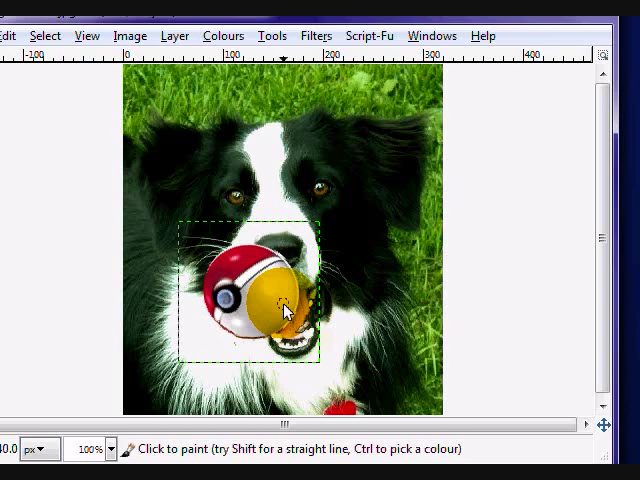 Edit Select View Image Layer Colours Tools Filters Script-Fu Windows Help
-100 0 100 200 300 400
40.0 px 100% Click to paint (try Shift for a straight line, Ctrl to pick a colour)